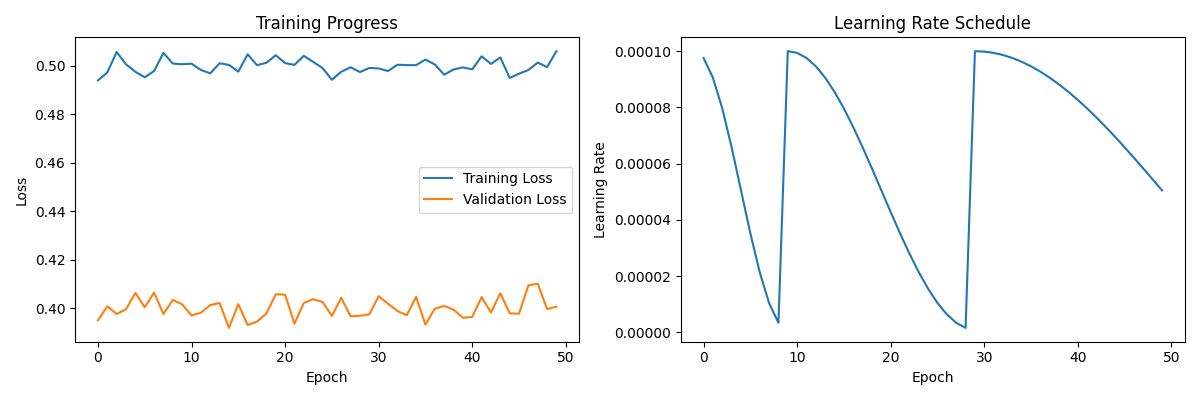 Training Progress
Loss
0.50
0.48
0.46
0.44
0.42
0.40
Training Loss
Validation Loss
0 10 20 30 40 50
Epoch
Learning Rate Schedule
Learning Rate
0.00010
0.00008
0.00006
0.00004
0.00002
0.00000
0 10 20 30 40 50
Epoch